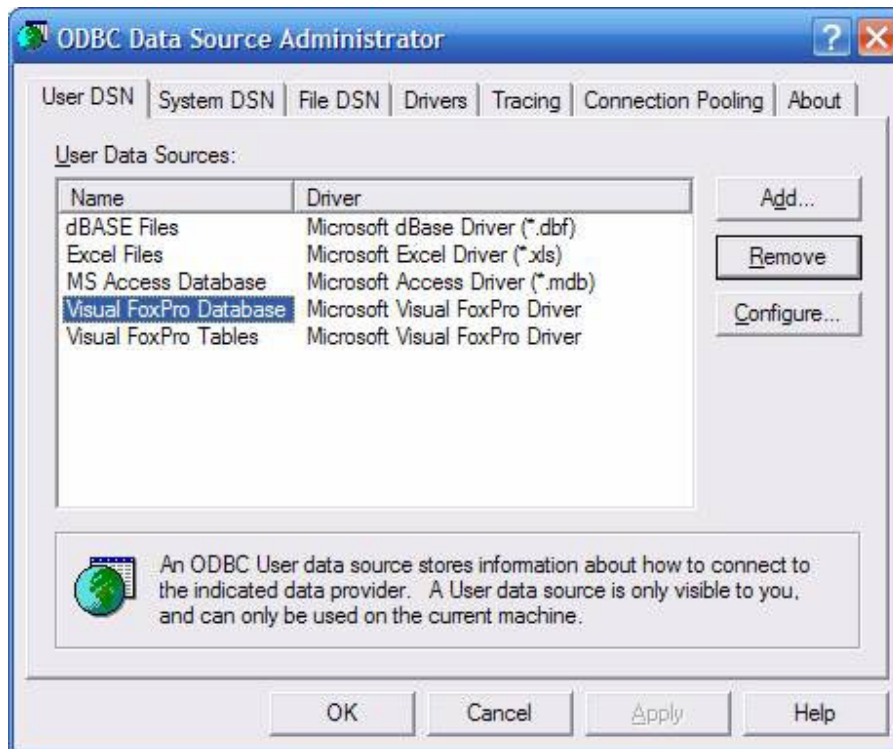 ODBC Data Source Administrator
User DSN System DSN File DSN Drivers Tracing Connection Pooling About
User Data Sources:
Name Driver
dBASE Files Microsoft dBase Driver (*.dbf)
Excel Files Microsoft Excel Driver (*.xls)
MS Access Database Microsoft Access Driver (*.mdb)
Visual FoxPro Database Microsoft Visual FoxPro Driver
Visual FoxPro Tables Microsoft Visual FoxPro Driver
Add...
Remove
Configure...
An ODBC User data source stores information about how to connect to
the indicated data provider. A User data source is only visible to you,
and can only be used on the current machine.
OK Cancel Apply Help